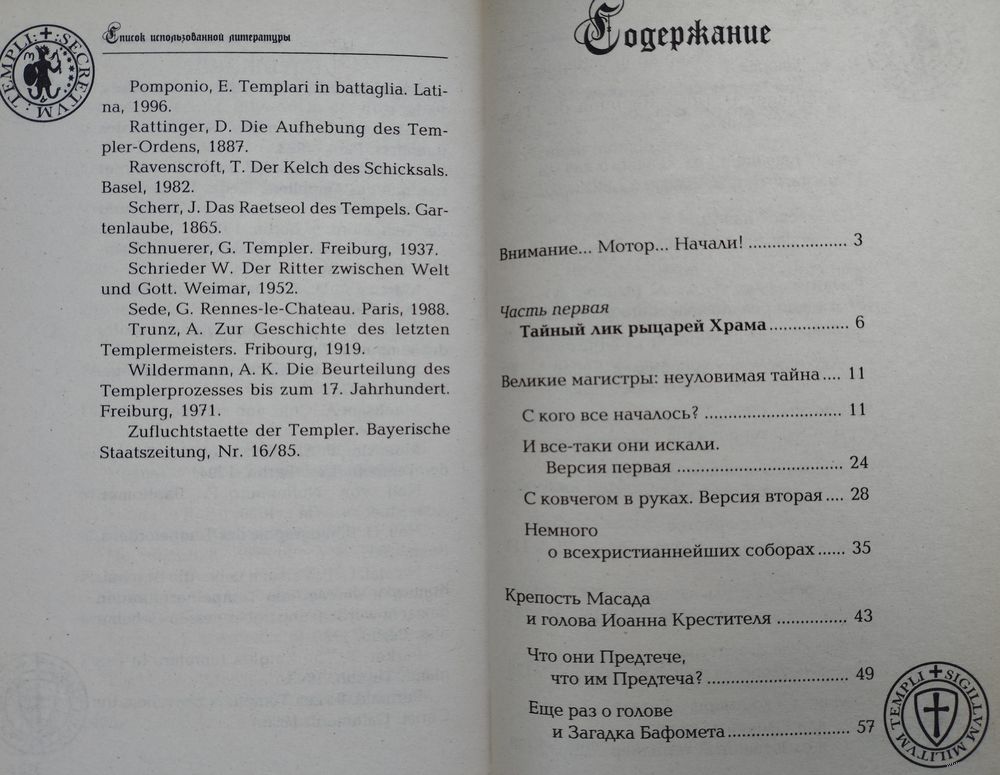 TEMPLI : SECRETVM
Список использованной литературы
Pomponio, E. Templari in battaglia. Lati-
na, 1996.
Rattinger, D. Die Aufhebung des Tem-
pler-Ordens, 1887.
Ravenscroft, T. Der Kelch des Schicksals.
Basel, 1982.
Scherr, J. Das Raetseol des Tempels. Gar-
tenlaube, 1865.
Schnuerer, G. Templer. Freiburg, 1937.
Schrieder W. Der Ritter zwischen Welt
und Gott. Weimar, 1952.
Sede, G. Rennes-le-Chateau. Paris, 1988.
Trunz, A. Zur Geschichte des letzten
Templermeisters. Fribourg, 1919.
Wildermann, A. K. Die Beurteilung des
Templerprozesses bis zum 17. Jahrhundert.
Freiburg, 1971.
Zufluchtstaette der Templer. Bayerische
Staatszeitung, Nr. 16/85.
Содержание
Внимание... Мотор... Начали! ..................... 3
Часть первая
Тайный лик рыцарей Храма................. 6
Великие магистры: неуловимая тайна.... 11
С кого все началось? ............................. 11
И все-таки они искали.
Версия первая ................................... 24
С ковчегом в руках. Версия вторая.... 28
Немного
о всехристианнейших соборах...... 35
Крепость Масада
и голова Иоанна Крестителя ............... 43
Что они Предтече,
что им Предтеча?.............................. 49
Еще раз о голове
и Загадка Бафомета.......................... 57
SIGILLVM MILITVM TEMPLI